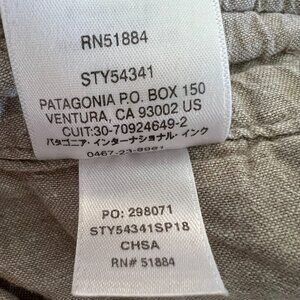 RN51884
STY54341
PATAGONIA P.O. BOX 150
VENTURA, CA 93002 US
CUIT:30-70924649-2
パタゴニア・インターナショナル・インク
PO: 298071
STY54341SP18
CHSA
RN# 51884